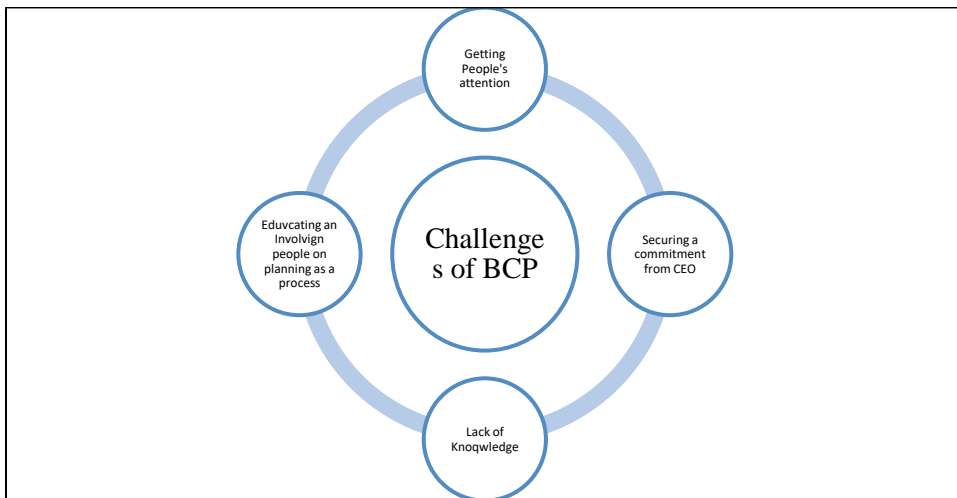 Getting
People's
attention
Eduvcating an
Involvign
people on
planning as a
process
Challenge
s of BCP
Securing a
commitment
from CEO
Lack of
Knoqwledge